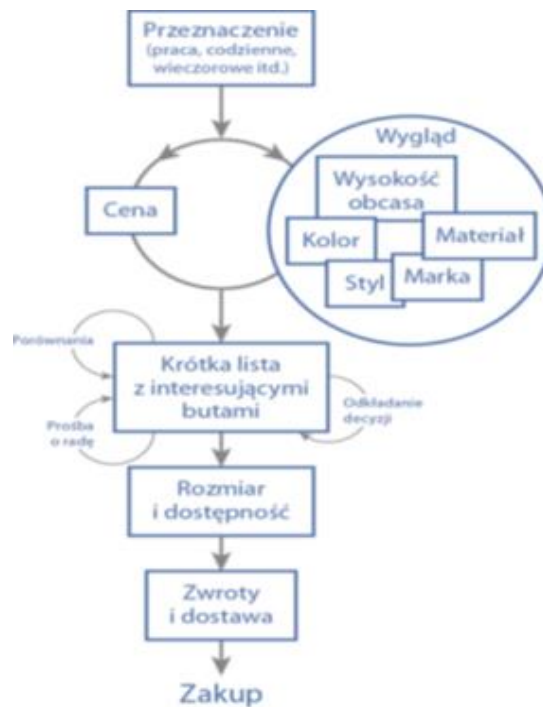 Przeznaczenie
(praca, codzienne,
wieczorowe itd.)
Wygląd
Wysokość
obcasa
Cena
Kolor
Materiał
Styl
Marka
Porównania
Krótka lista
z interesującymi
butami
Odkładanie
decyzji
Prośba
o radę
Rozmiar
i dostępność
Zwroty
i dostawa
Zakup